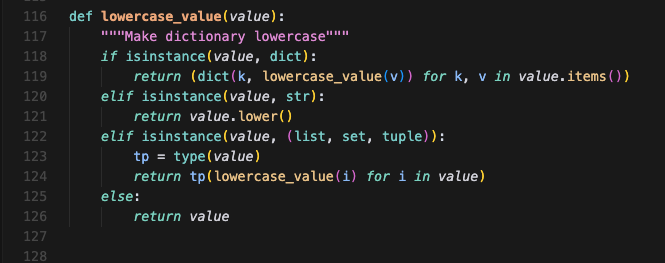 116 def lowercase_value(value):
117     """Make dictionary lowercase"""
118     if isinstance(value, dict):
119         return (dict(k, lowercase_value(v)) for k, v in value.items())
120     elif isinstance(value, str):
121         return value.lower()
122     elif isinstance(value, (list, set, tuple)):
123         tp = type(value)
124         return tp(lowercase_value(i) for i in value)
125     else:
126         return value
127
128